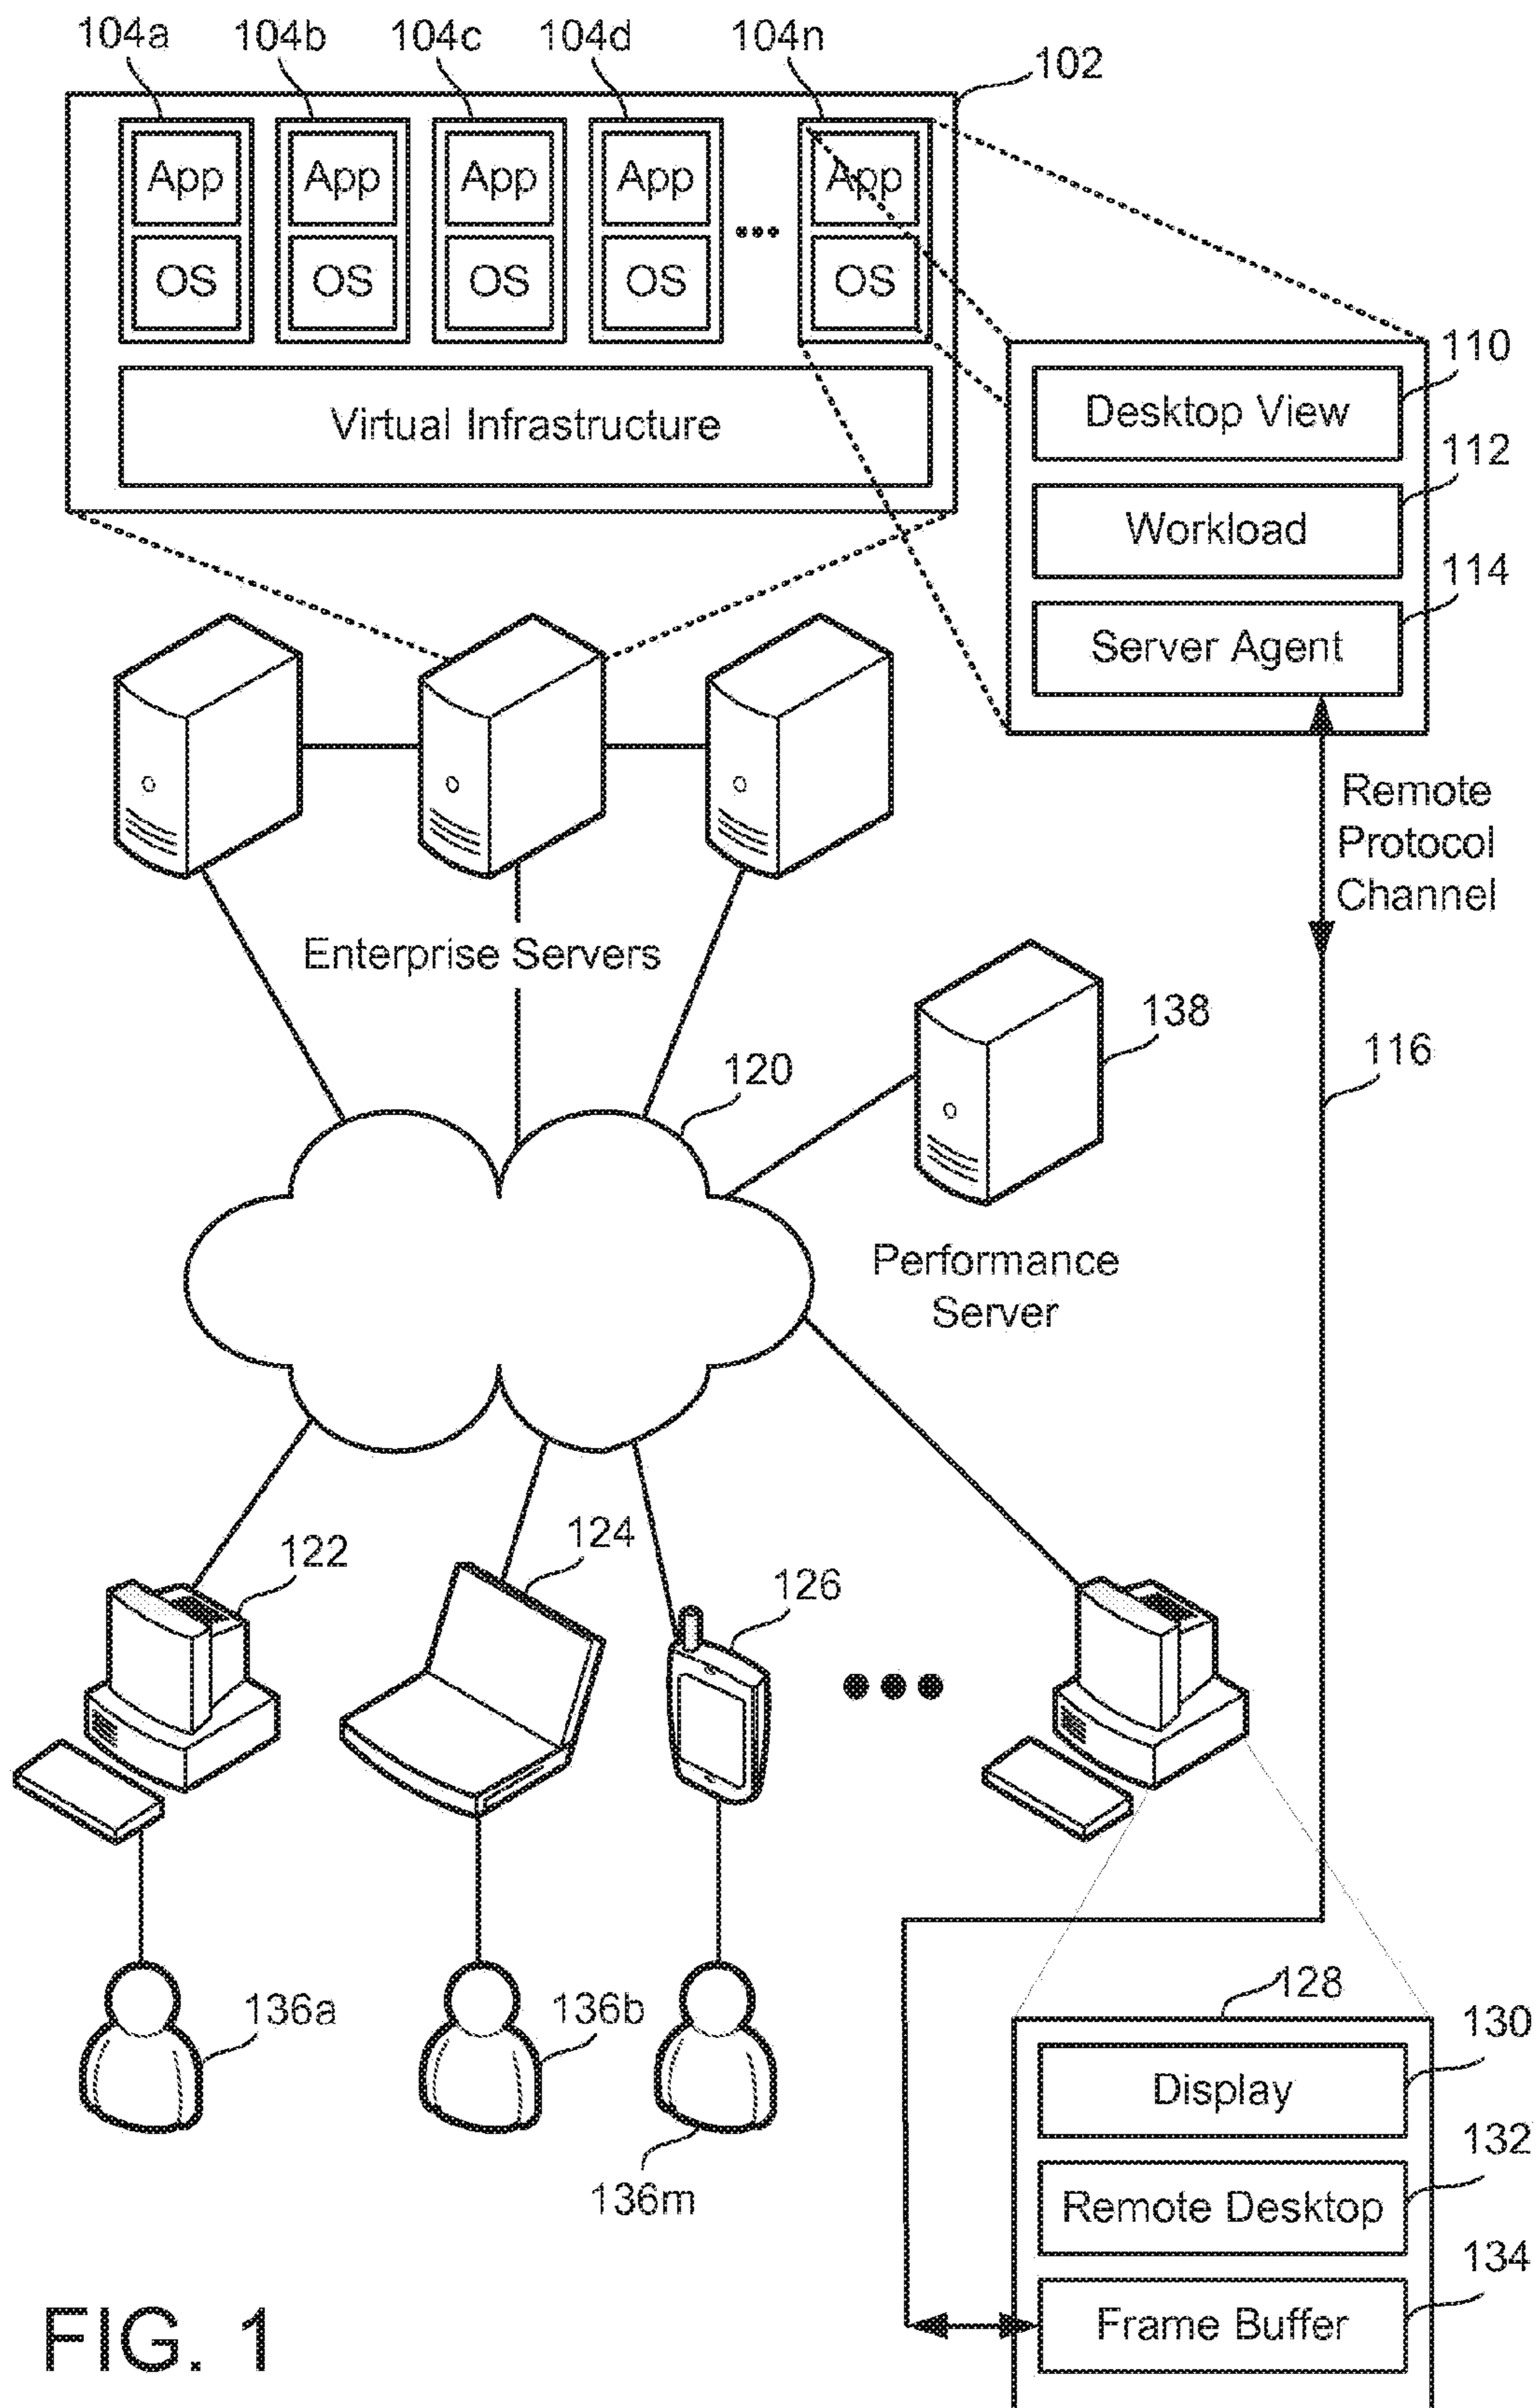 104a 104b 104c 104d 104n
102
App App App App App
...
OS OS OS OS OS
Virtual Infrastructure
110
Desktop View
112
Workload
114
Server Agent
Remote
Protocol
Channel
Enterprise Servers
138
116
120
Performance
Server
122
124
126
136a
136b
136m
128
130
Display
132
Remote Desktop
134
Frame Buffer
FIG. 1